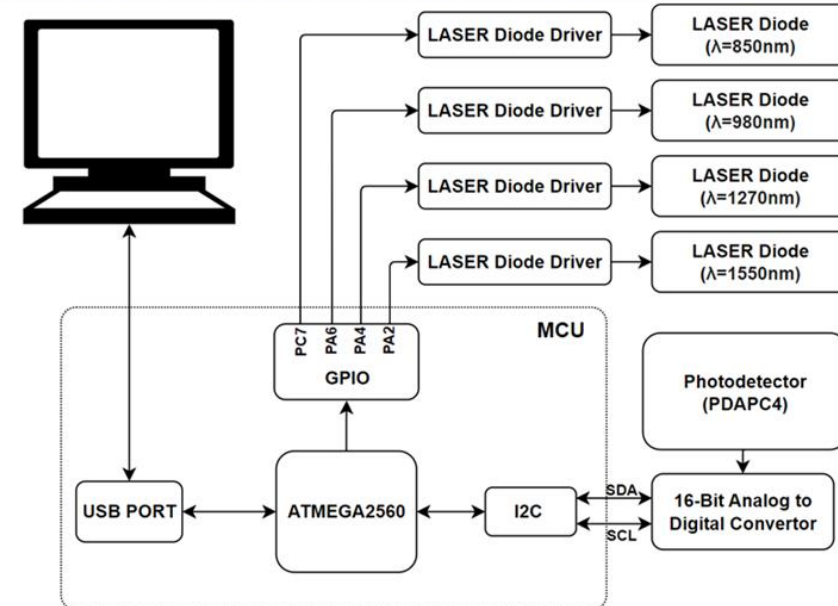 LASER Diode Driver
LASER Diode
(λ=850nm)
LASER Diode Driver
LASER Diode
(λ=980nm)
LASER Diode Driver
LASER Diode
(λ=1270nm)
LASER Diode Driver
LASER Diode
(λ=1550nm)
MCU
PC7
PA6
PA4
PA2
GPIO
Photodetector
(PDAPC4)
USB PORT
ATMEGA2560
I2C
SDA
SCL
16-Bit Analog to
Digital Convertor